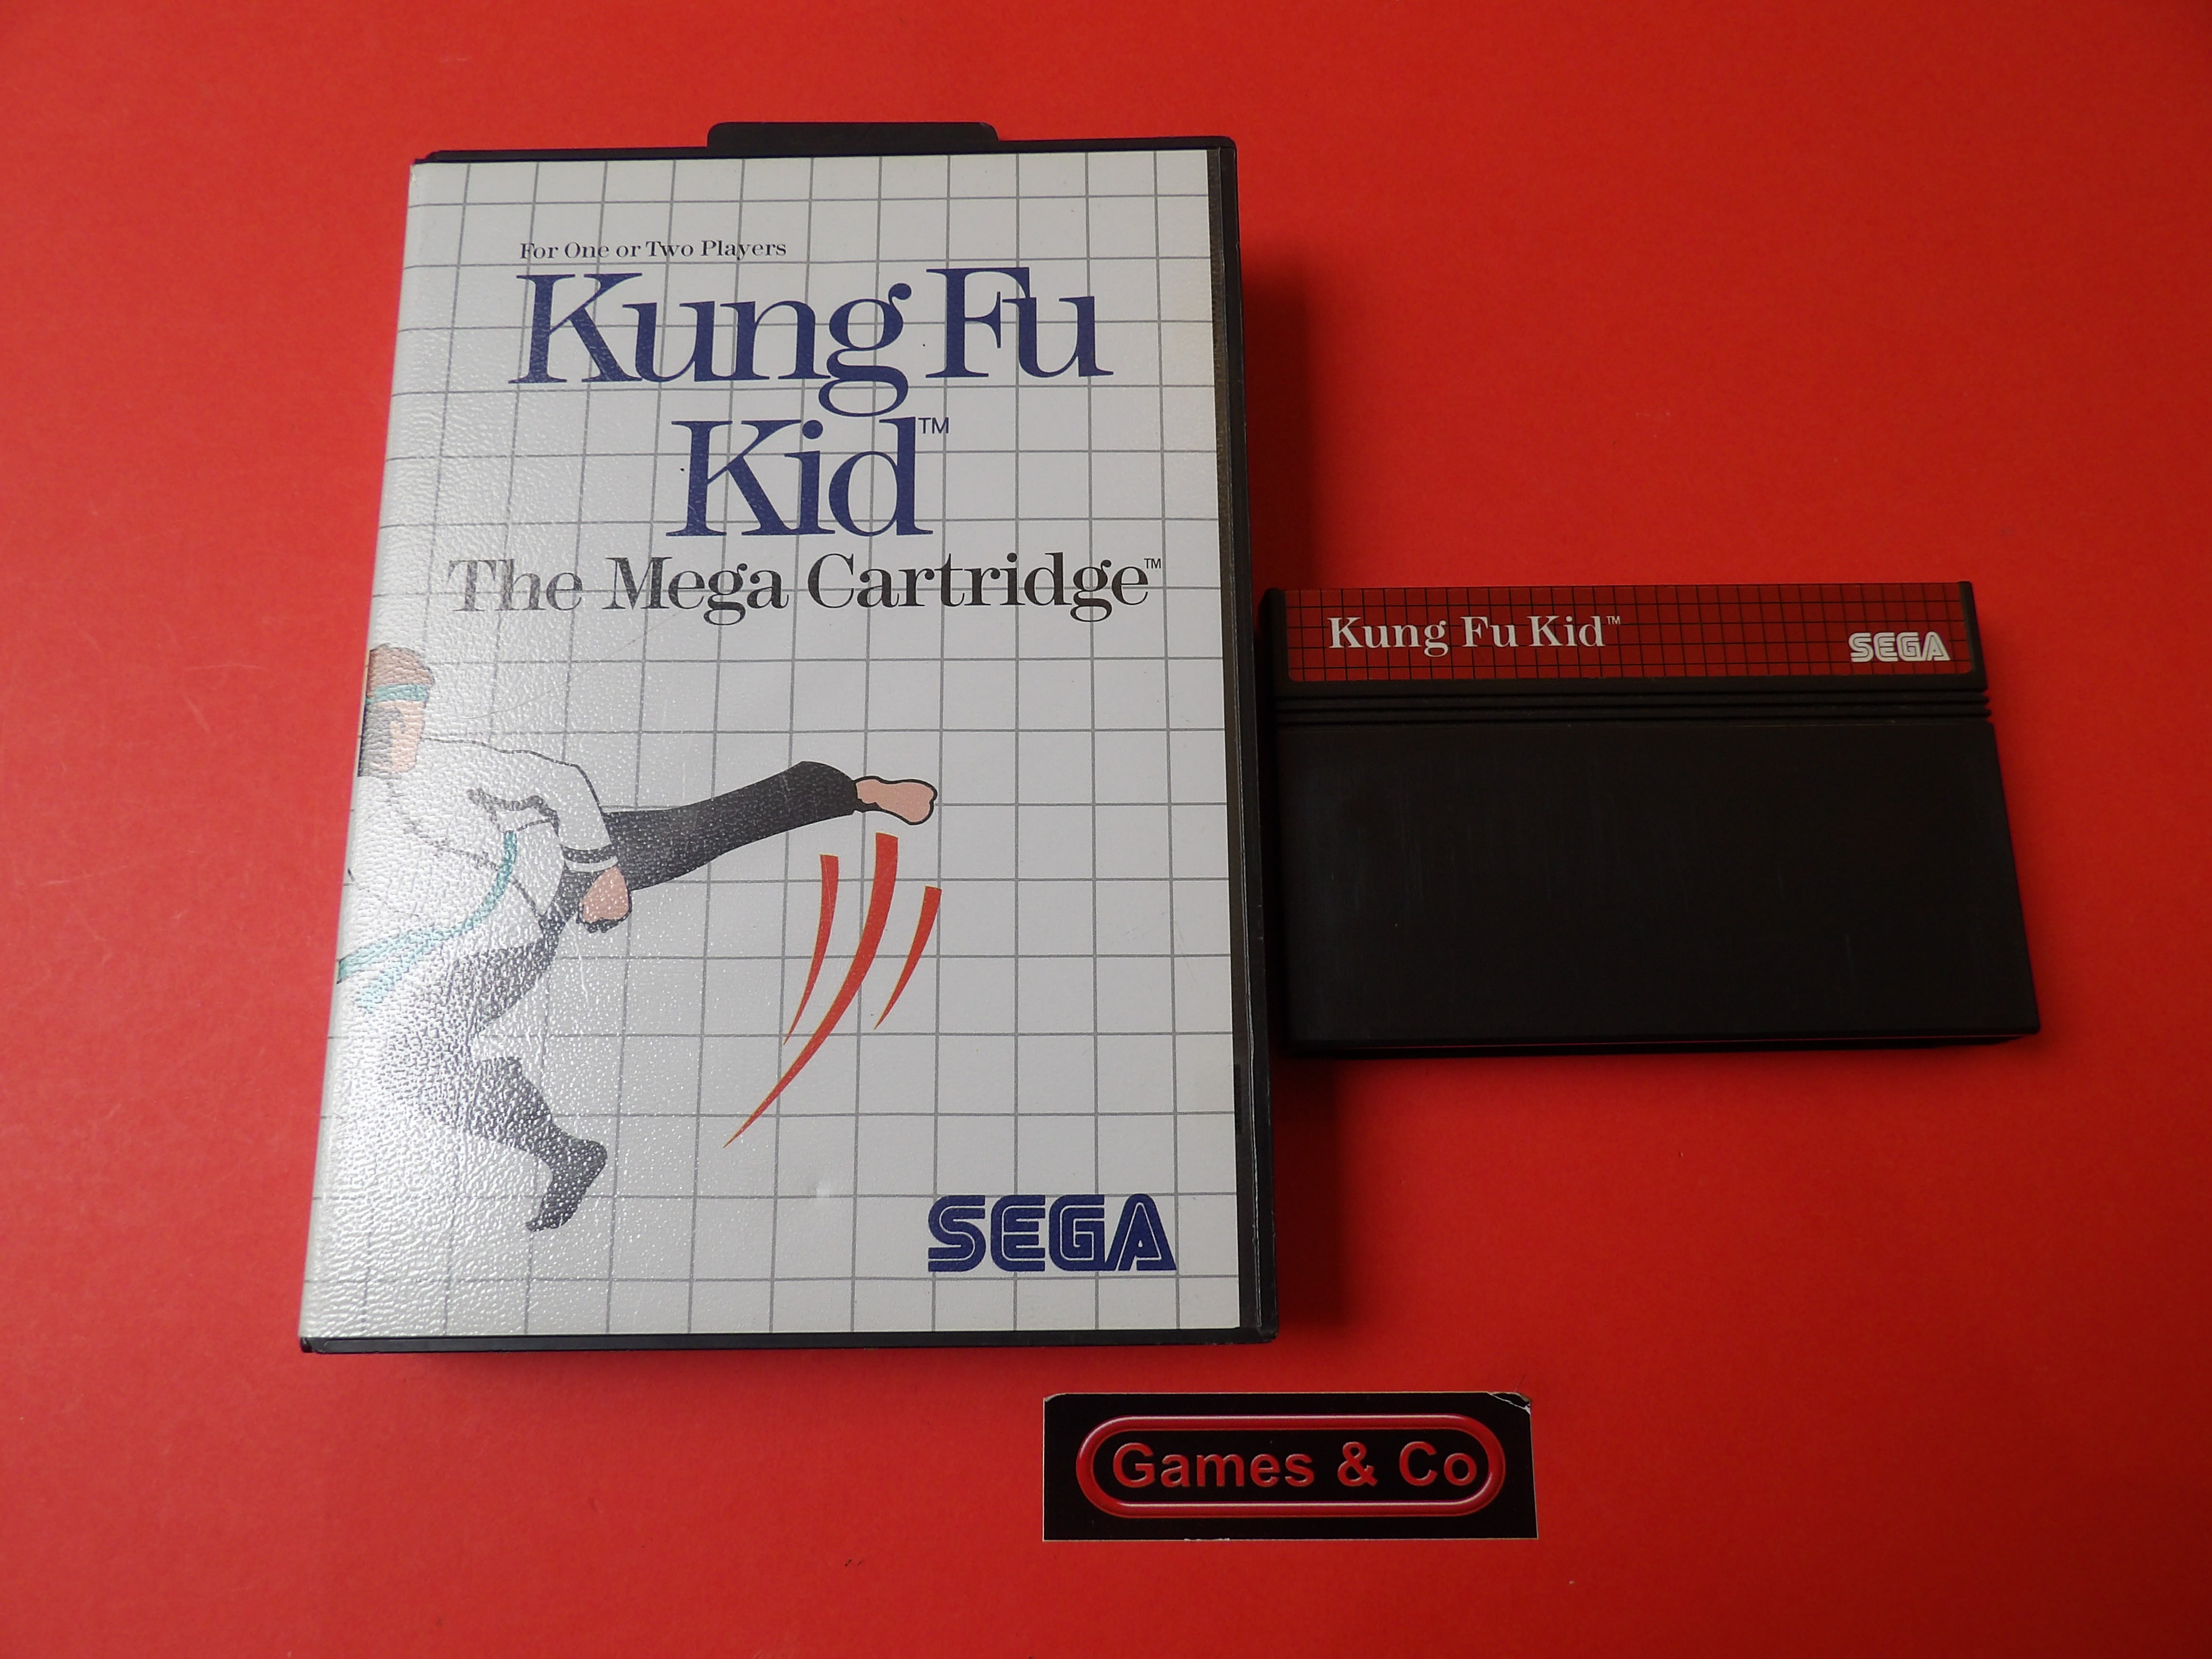 For One or Two Players
Kung Fu
Kid™
The Mega Cartridge™
SEGA
Kung Fu Kid™
SEGA
Games & Co